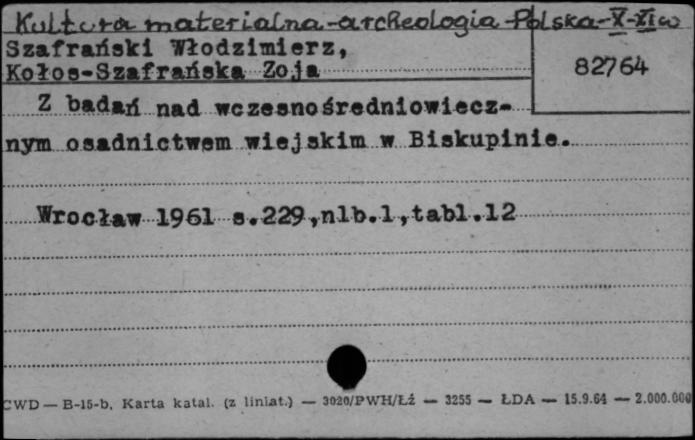 Kultura materialna-archeologia-Polska-X-XI w
Szafrański Włodzimierz,
Kołos-Szafrańska Zoja
82764
Z badań nad wczesnośredniowiecz-
nym osadnictwem wiejskim w Biskupinie.
Wrocław 1961 s.229,nlb.1,tabl.12
CWD — B-15-b, Karta katal. (z liniat.) — 3020/PWH/Łź — 3255 — ŁDA — 15.9.64 — 2.000.000